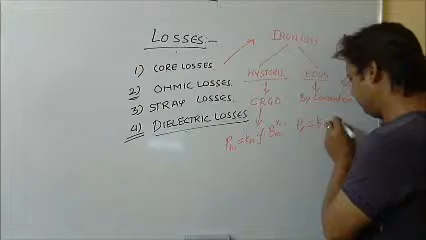 LOSSES:-
1) CORE LOSSES
2) OHMIC LOSSES.
3) STRAY LOSSES.
4) DIELECTRIC LOSSES
IRON LOSS
HYSTERIS EDDY
CRGO By Lamination